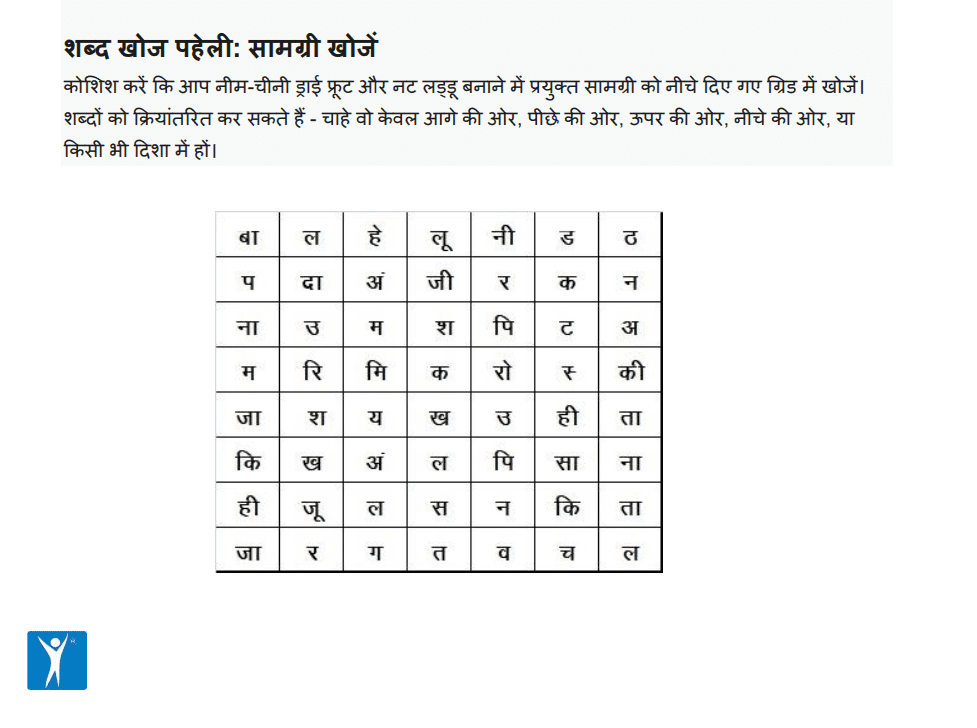 शब्द खोज पहेली: सामग्री खोजें
कोशिश करें कि आप नीम-चीनी ड्राई फ्रूट और नट लड्डू बनाने में प्रयुक्त सामग्री को नीचे दिए गए ग्रिड में खोजें।
शब्दों को क्रियांतरित कर सकते हैं - चाहे वो केवल आगे की ओर, पीछे की ओर, ऊपर की ओर, नीचे की ओर, या
किसी भी दिशा में हों।
बा ल हे लू नी ड ठ
प दा अं जी र क न
ना उ म श पि ट अ
म रि मि क रो स्‍ की
जा श य ख उ ही ता
कि ख अं ल पि सा ना
ही जू ल स न कि ता
जा र ग त व च ल